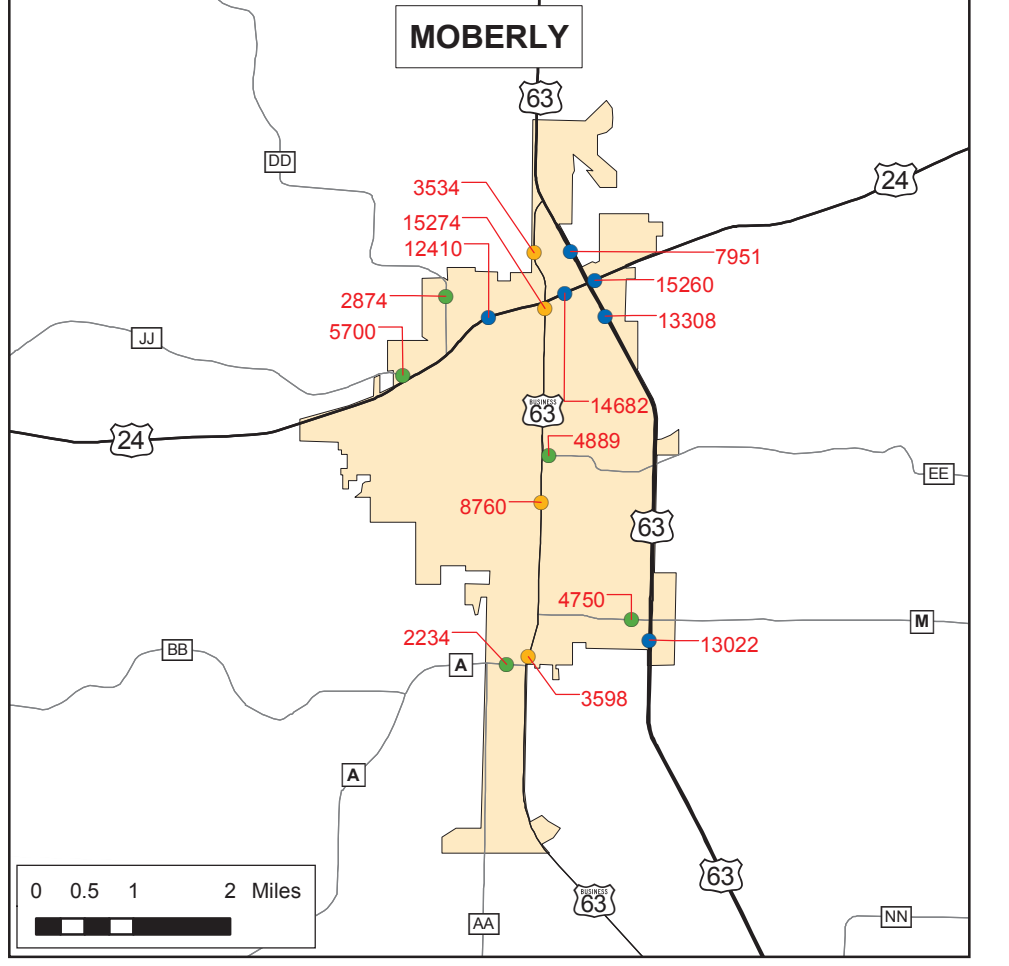 MOBERLY
63
DD
24
3534
15274
12410
7951
15260
2874
13308
5700
JJ
BUSINESS
63
14682
24
4889
EE
8760
63
4750
M
2234
13022
BB
A
3598
A
63
BUSINESS
63
NN
AA
0 0.5 1 2 Miles